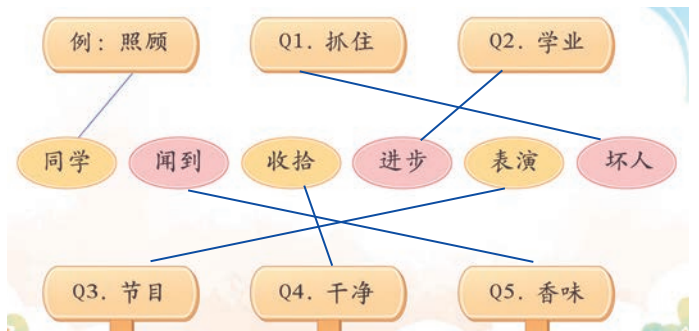 例：照顾 Q1. 抓住 Q2. 学业
同学 闻到 收拾 进步 表演 坏人
Q3. 节目 Q4. 干净 Q5. 香味